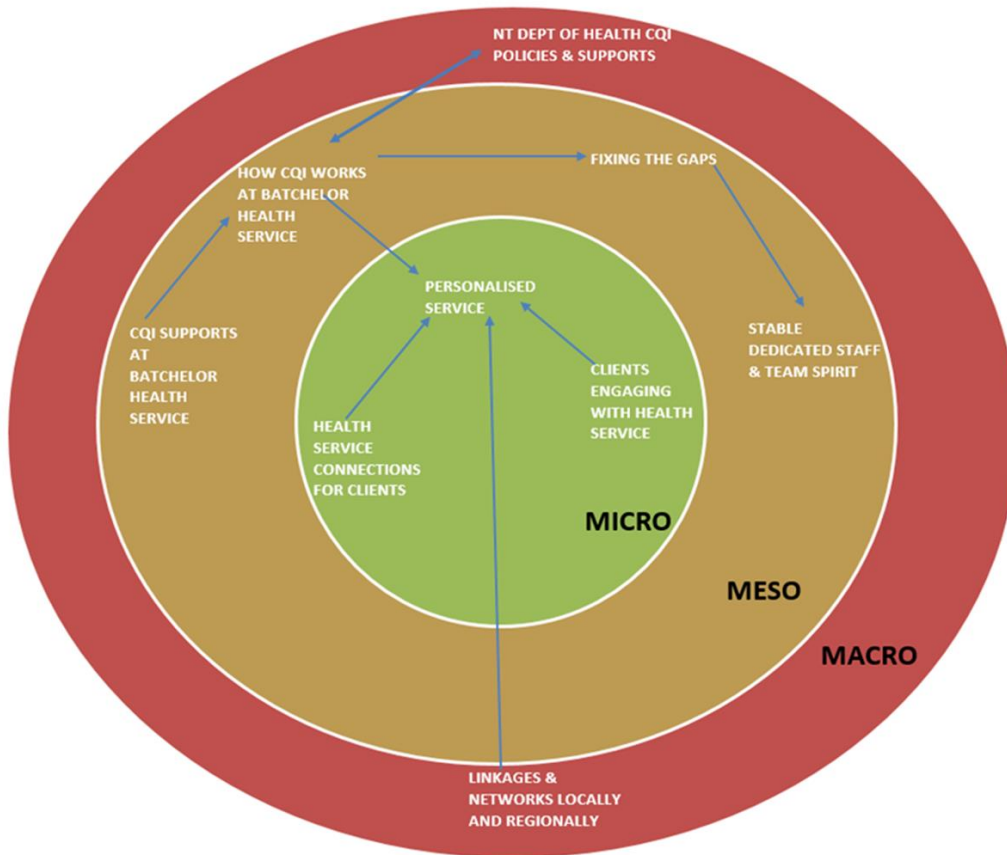 NT DEPT OF HEALTH CQI
POLICIES & SUPPORTS
HOW CQI WORKS
AT BATCHELOR
HEALTH
SERVICE
FIXING THE GAPS
PERSONALISED
SERVICE
CQI SUPPORTS
AT
BATCHELOR
HEALTH
SERVICE
STABLE
DEDICATED STAFF
& TEAM SPIRIT
CLIENTS
ENGAGING
WITH HEALTH
SERVICE
HEALTH
SERVICE
CONNECTIONS
FOR CLIENTS
MICRO
MESO
MACRO
LINKAGES &
NETWORKS LOCALLY
AND REGIONALLY